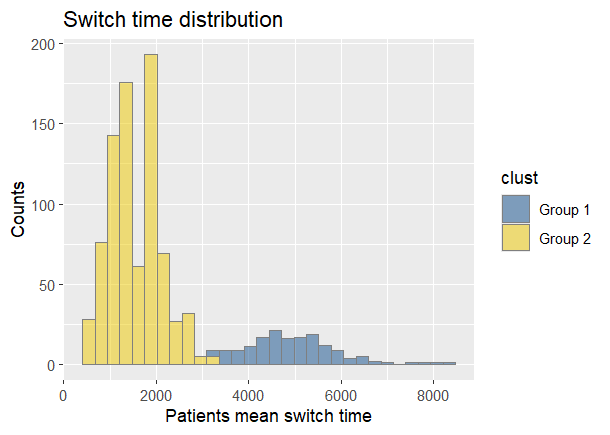 Switch time distribution
200
150
100
50
0
Counts
0 2000 4000 6000 8000
Patients mean switch time
clust
Group 1
Group 2